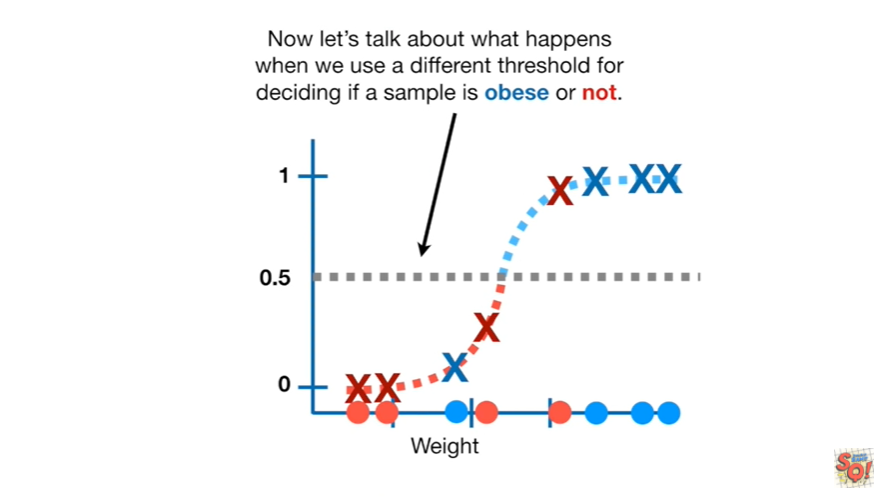 Now let's talk about what happens
when we use a different threshold for
deciding if a sample is obese or not.
1
X X X X
0.5
X
X
0 X X
Weight
SQ!